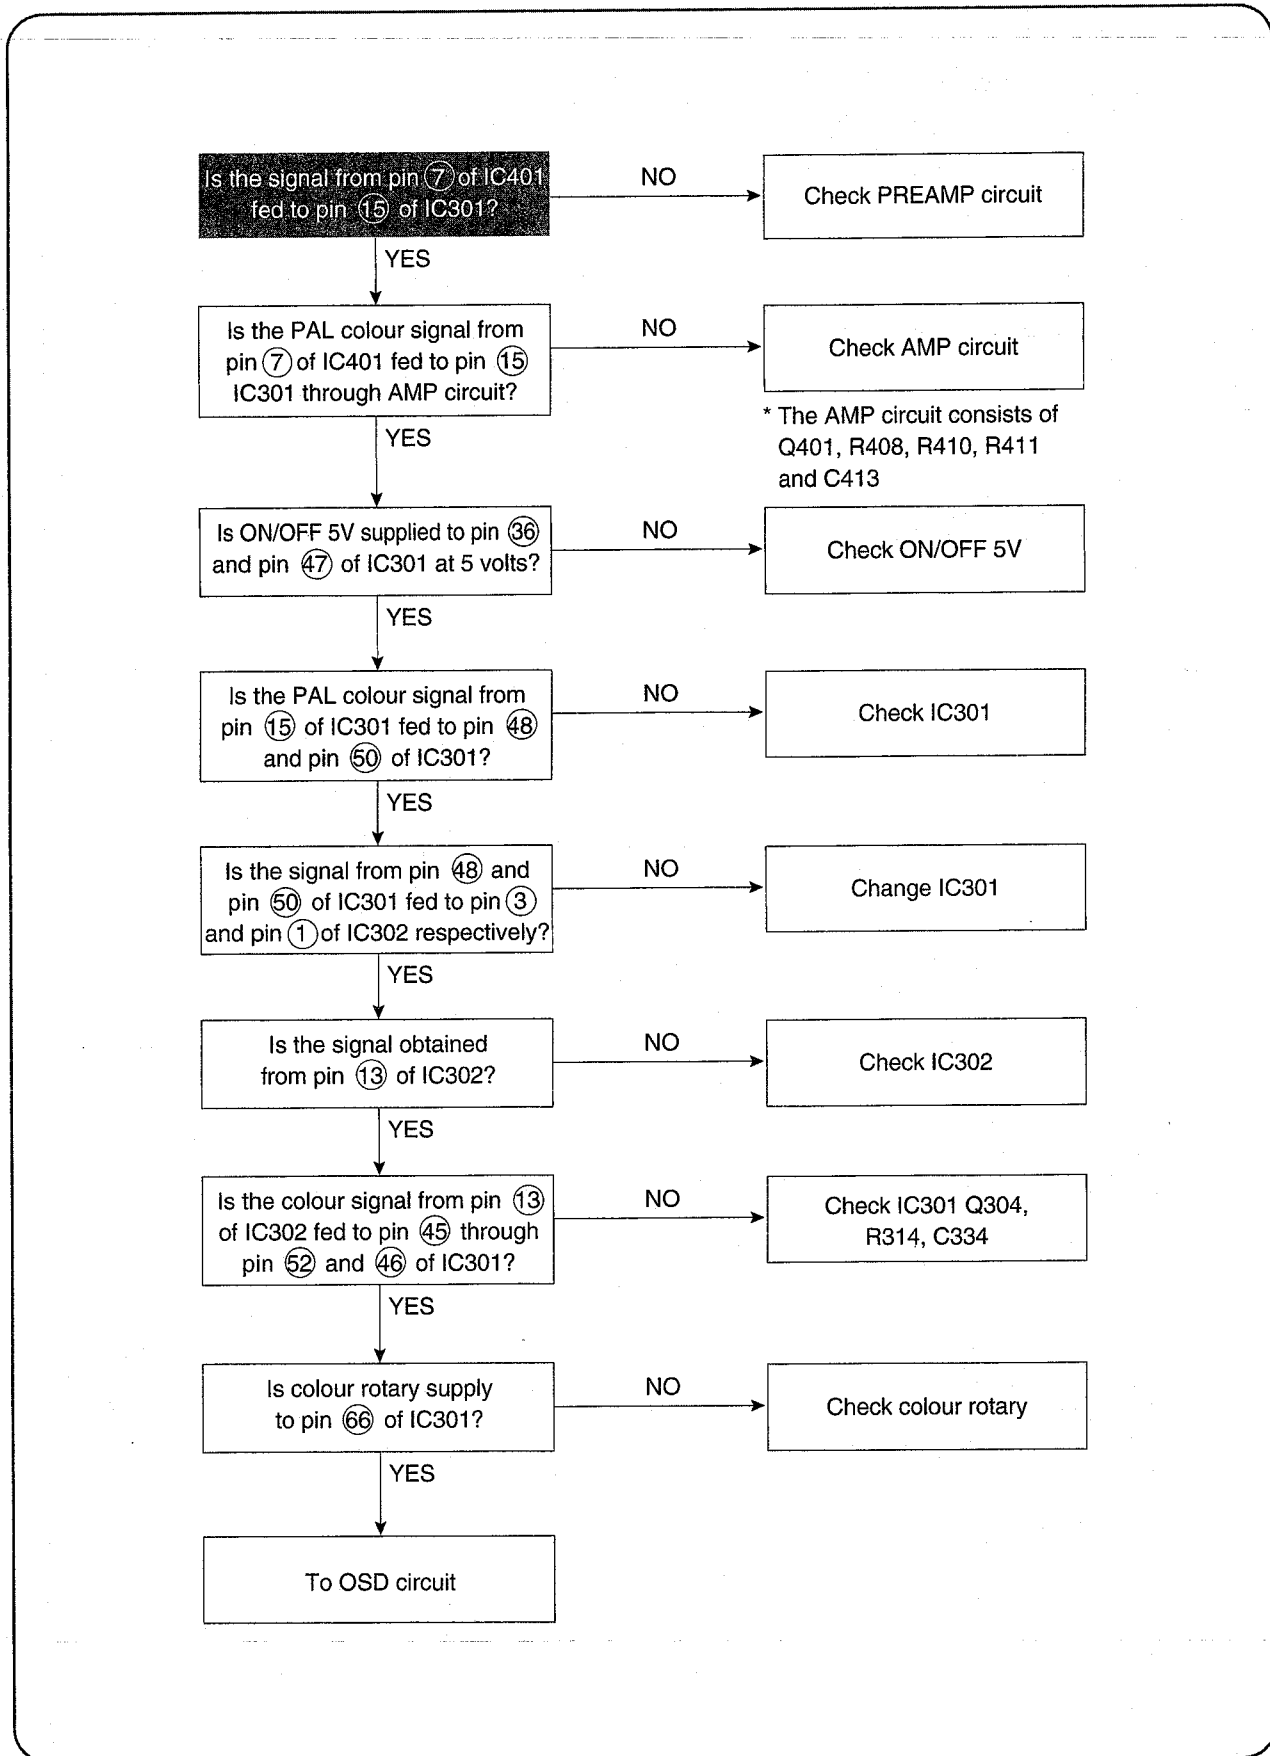 Is the signal from pin ⑦ of IC401
fed to pin ⑮ of IC301?
NO
Check PREAMP circuit
YES
Is the PAL colour signal from
pin ⑦ of IC401 fed to pin ⑮
IC301 through AMP circuit?
NO
Check AMP circuit
* The AMP circuit consists of
Q401, R408, R410, R411
and C413
YES
Is ON/OFF 5V supplied to pin ㊱
and pin ㊼ of IC301 at 5 volts?
NO
Check ON/OFF 5V
YES
Is the PAL colour signal from
pin ⑮ of IC301 fed to pin ㊽
and pin ㊿ of IC301?
NO
Check IC301
YES
Is the signal from pin ㊽ and
pin ㊿ of IC301 fed to pin ③
and pin ① of IC302 respectively?
NO
Change IC301
YES
Is the signal obtained
from pin ⑬ of IC302?
NO
Check IC302
YES
Is the colour signal from pin ⑬
of IC302 fed to pin ㊺ through
pin 52 and ㊻ of IC301?
NO
Check IC301 Q304,
R314, C334
YES
Is colour rotary supply
to pin 66 of IC301?
NO
Check colour rotary
YES
To OSD circuit